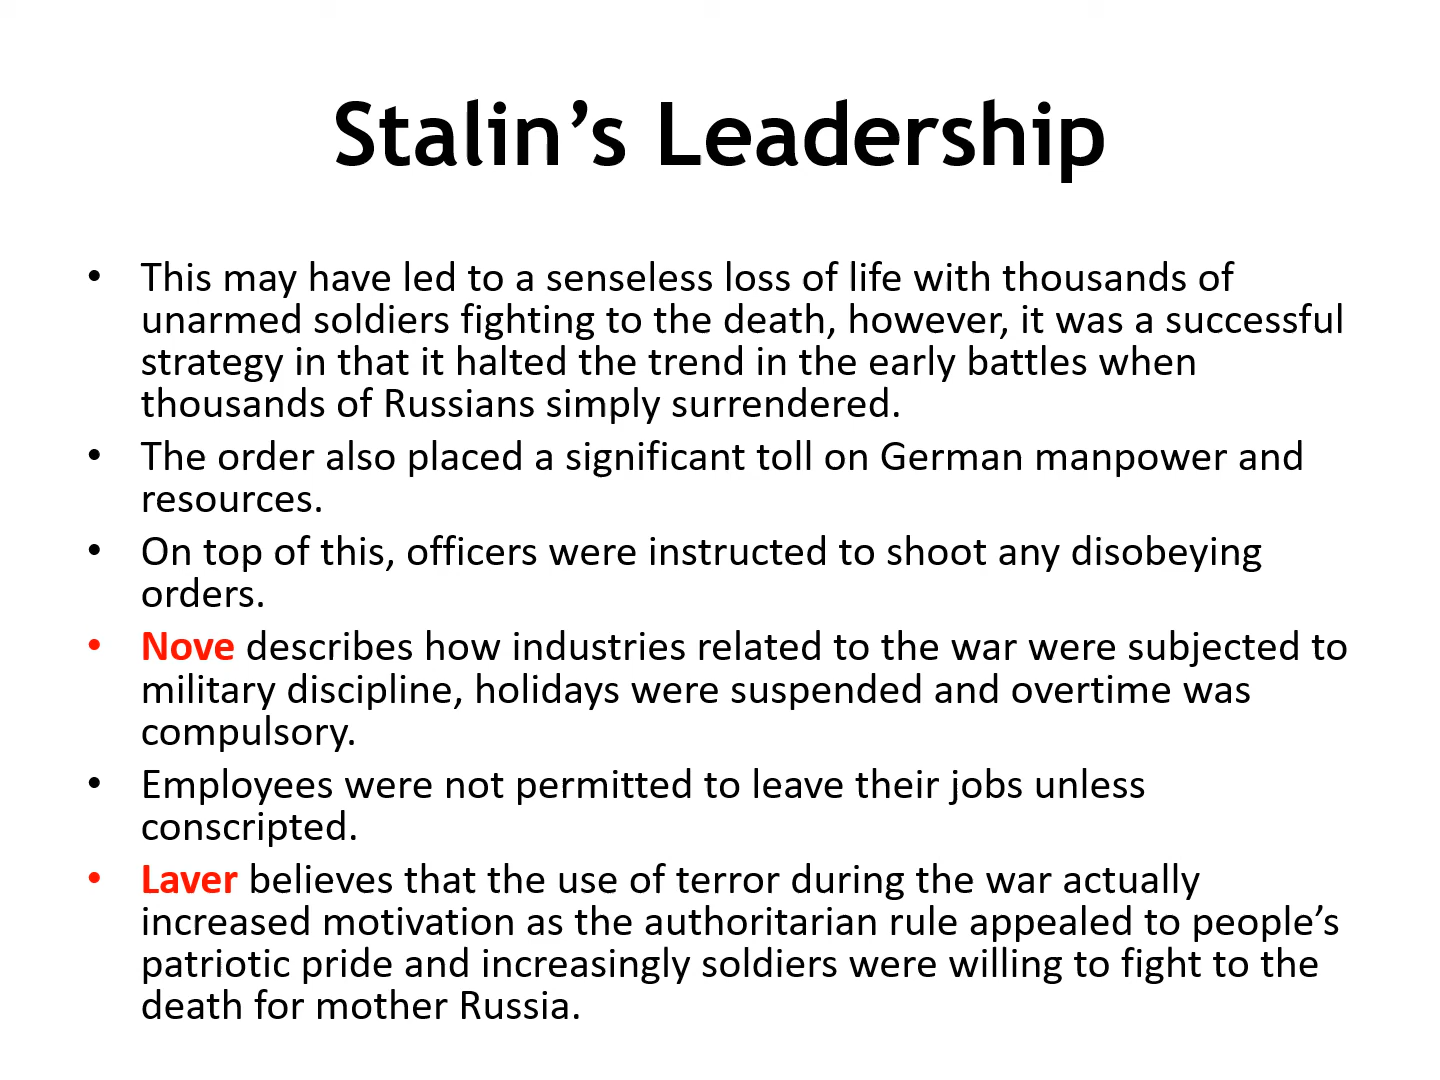 Stalin’s Leadership
• This may have led to a senseless loss of life with thousands of
unarmed soldiers fighting to the death, however, it was a successful
strategy in that it halted the trend in the early battles when
thousands of Russians simply surrendered.
• The order also placed a significant toll on German manpower and
resources.
• On top of this, officers were instructed to shoot any disobeying
orders.
• Nove describes how industries related to the war were subjected to
military discipline, holidays were suspended and overtime was
compulsory.
• Employees were not permitted to leave their jobs unless
conscripted.
• Laver believes that the use of terror during the war actually
increased motivation as the authoritarian rule appealed to people’s
patriotic pride and increasingly soldiers were willing to fight to the
death for mother Russia.